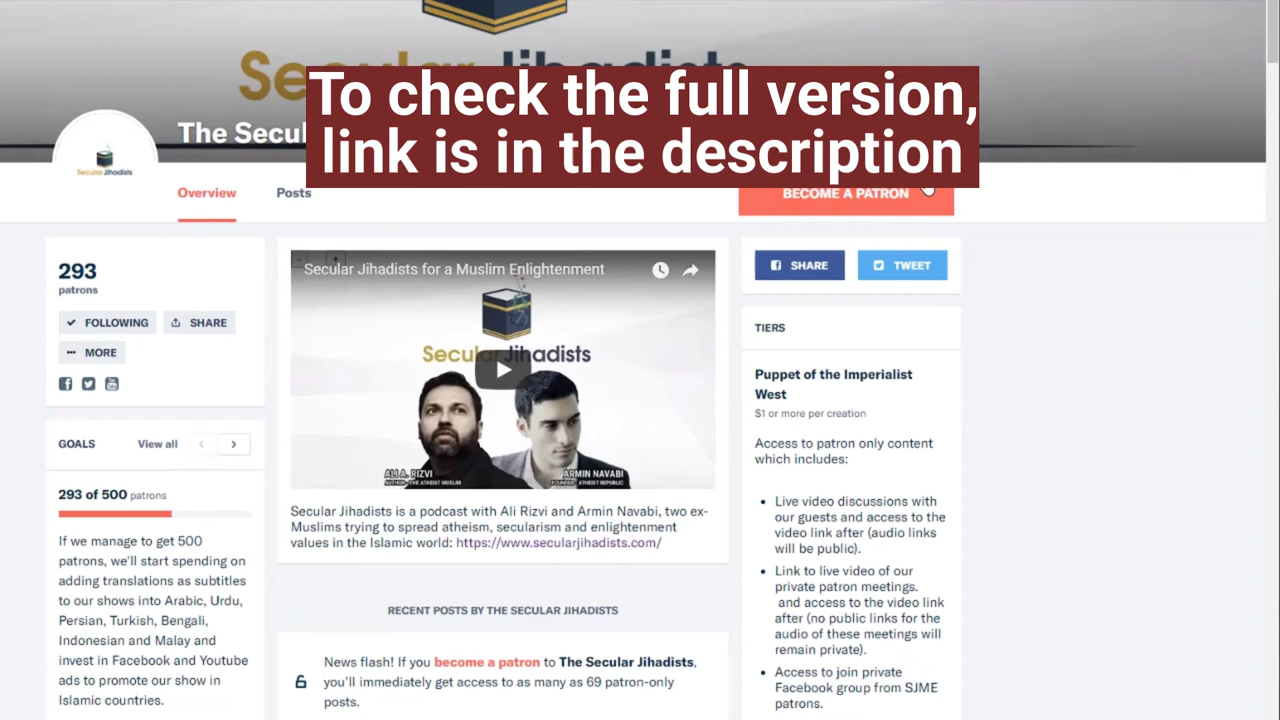 Secular Jihadists
To check the full version,
link is in the description
The Secul
Secular Jihadists
Overview
Posts
BECOME A PATRON
293
patrons
FOLLOWING
SHARE
MORE
GOALS
View all
293 of 500 patrons
If we manage to get 500
patrons, we'll start spending on
adding translations as subtitles
to our shows into Arabic, Urdu,
Persian, Turkish, Bengali,
Indonesian and Malay and
invest in Facebook and Youtube
ads to promote our show in
Islamic countries.
Secular Jihadists for a Muslim Enlightenment
Secular Jihadists
ALI A. RIZVI
AUTHOR - THE ATHEIST MUSLIM
ARMIN NAVABI
FOUNDER - ATHEIST REPUBLIC
Secular Jihadists is a podcast with Ali Rizvi and Armin Navabi, two ex-
Muslims trying to spread atheism, secularism and enlightenment
values in the Islamic world: https://www.secularjihadists.com/
RECENT POSTS BY THE SECULAR JIHADISTS
News flash! If you become a patron to The Secular Jihadists,
you'll immediately get access to as many as 69 patron-only
posts.
SHARE
TWEET
TIERS
Puppet of the Imperialist
West
$1 or more per creation
Access to patron only content
which includes:
• Live video discussions with
our guests and access to the
video link after (audio links
will be public).
• Link to live video of our
private patron meetings.
and access to the video link
after (no public links for the
audio of these meetings will
remain private).
• Access to join private
Facebook group from SJME
patrons.